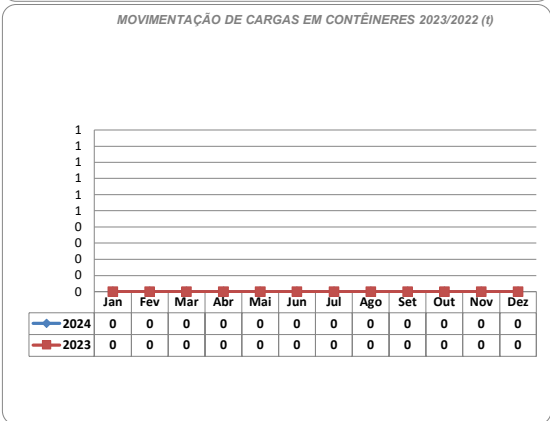 MOVIMENTAÇÃO DE CARGAS EM CONTÊINERES 2023/2022 (t)
1
1
1
1
1
1
0
0
0
0
0
Jan Fev Mar Abr Mai Jun Jul Ago Set Out Nov Dez
2024 0 0 0 0 0 0 0 0 0 0 0 0
2023 0 0 0 0 0 0 0 0 0 0 0 0